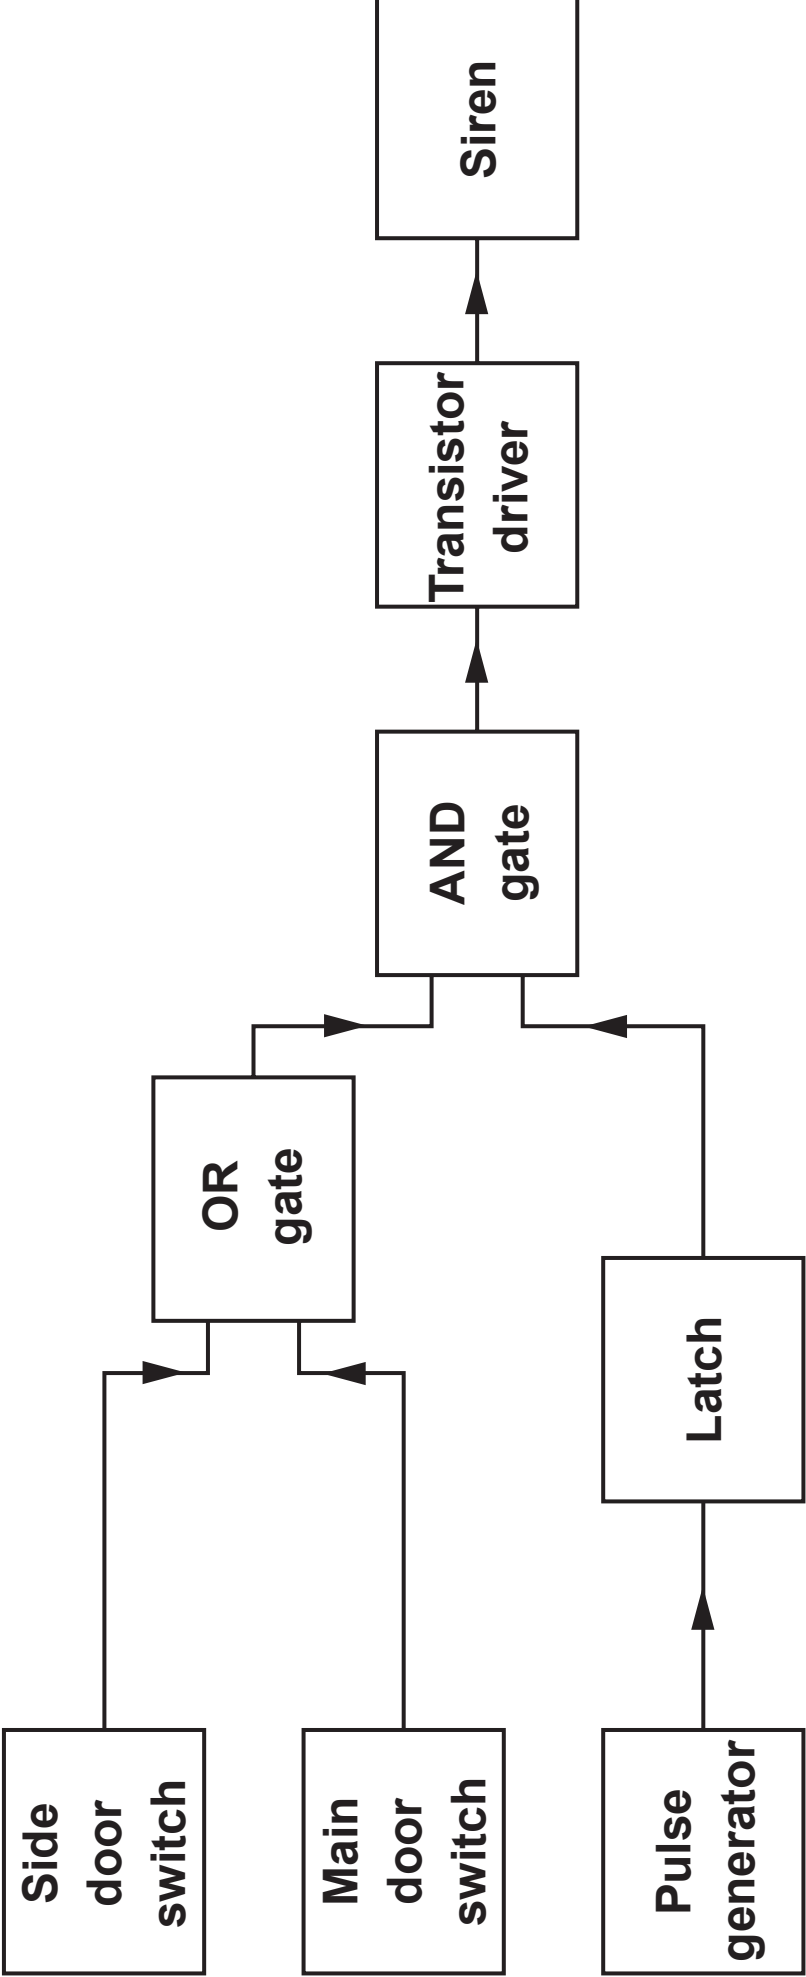 Side
door
switch
Main
door
switch
Pulse
generator
OR
gate
Latch
AND
gate
Transistor
driver
Siren